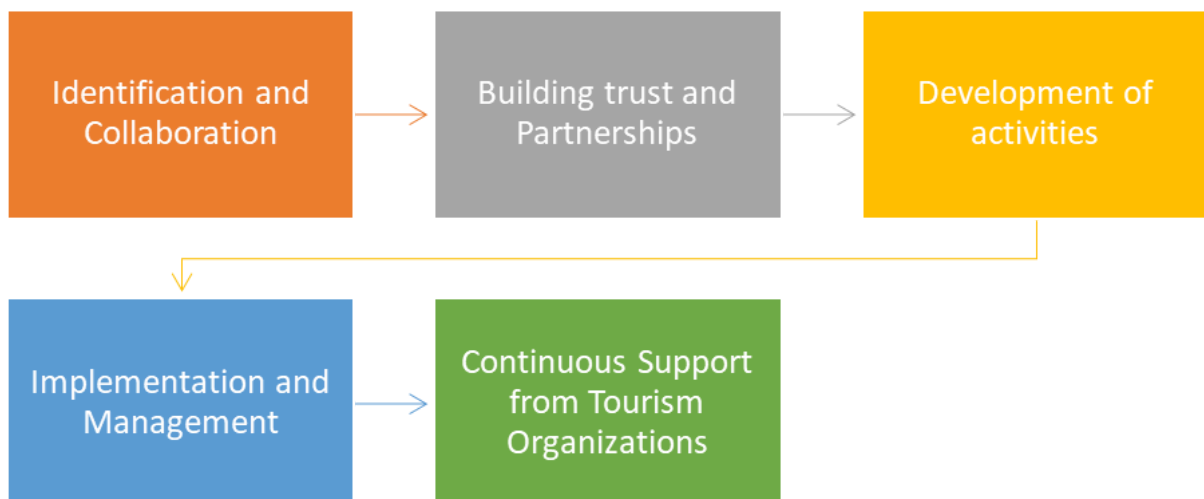 Identification and
Collaboration
Building trust and
Partnerships
Development of
activities
Implementation and
Management
Continuous Support
from Tourism
Organizations